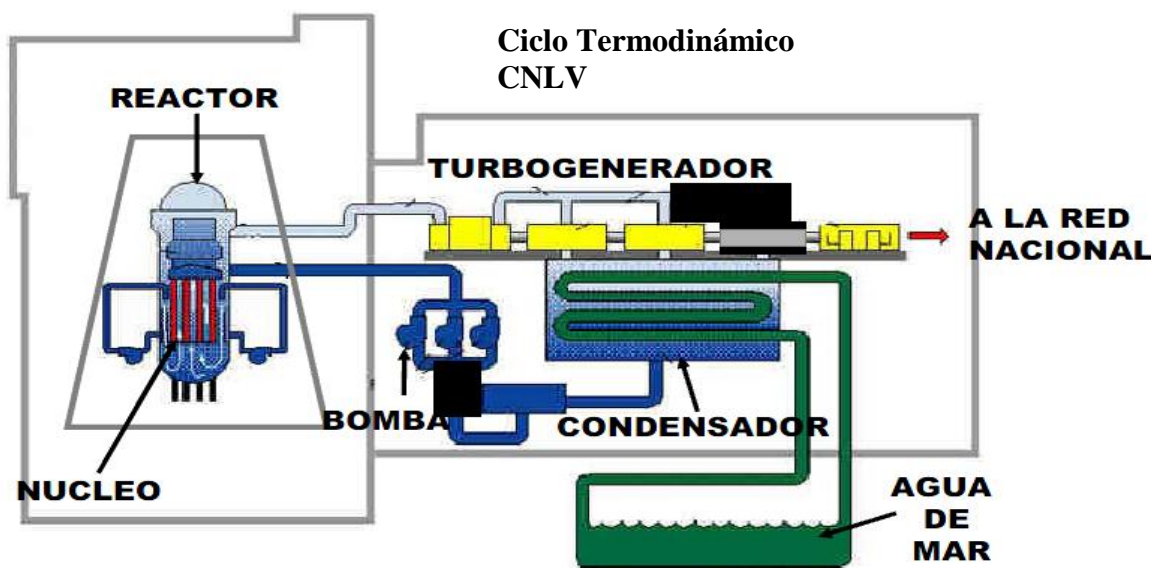 Ciclo Termodinámico
CNLV
REACTOR
TURBOGENERADOR
A LA RED
NACIONAL
BOMBA
CONDENSADOR
NUCLEO
AGUA
DE
MAR